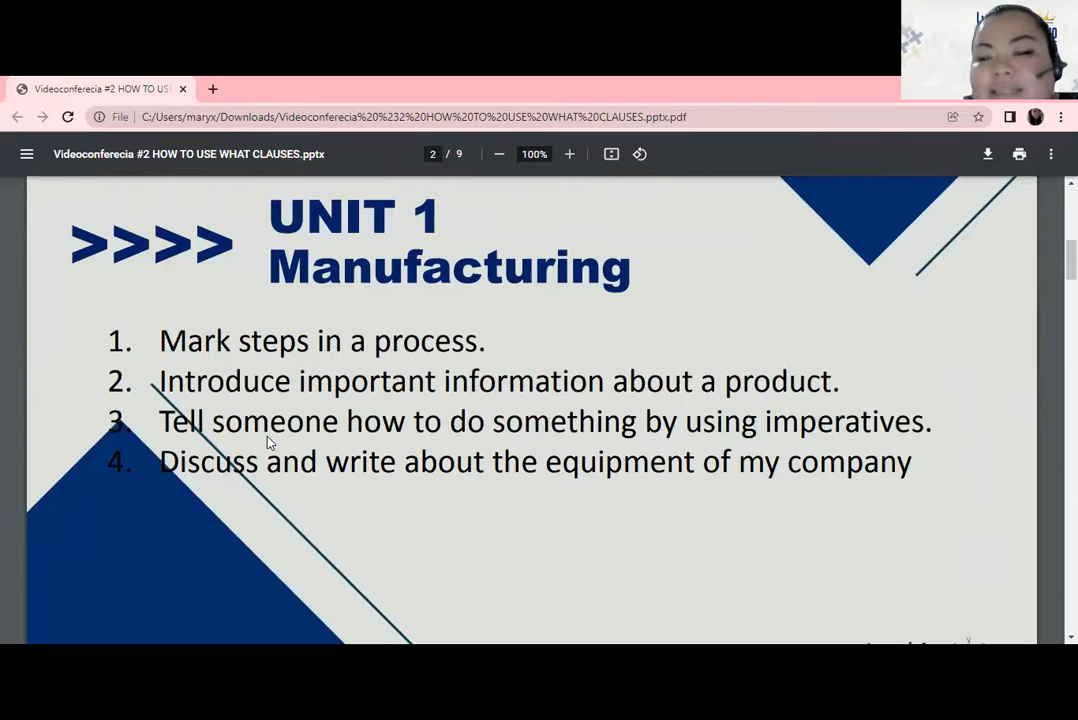 Videoconferecia #2 HOW TO USE
File C:/Users/maryx/Downloads/Videoconferecia%20%232%20HOW%20TO%20USE%20WHAT%20CLAUSES.pptx.pdf
Videoconferecia #2 HOW TO USE WHAT CLAUSES.pptx
2 / 9
100%
>>>> UNIT 1
Manufacturing
1. Mark steps in a process.
2. Introduce important information about a product.
3. Tell someone how to do something by using imperatives.
4. Discuss and write about the equipment of my company